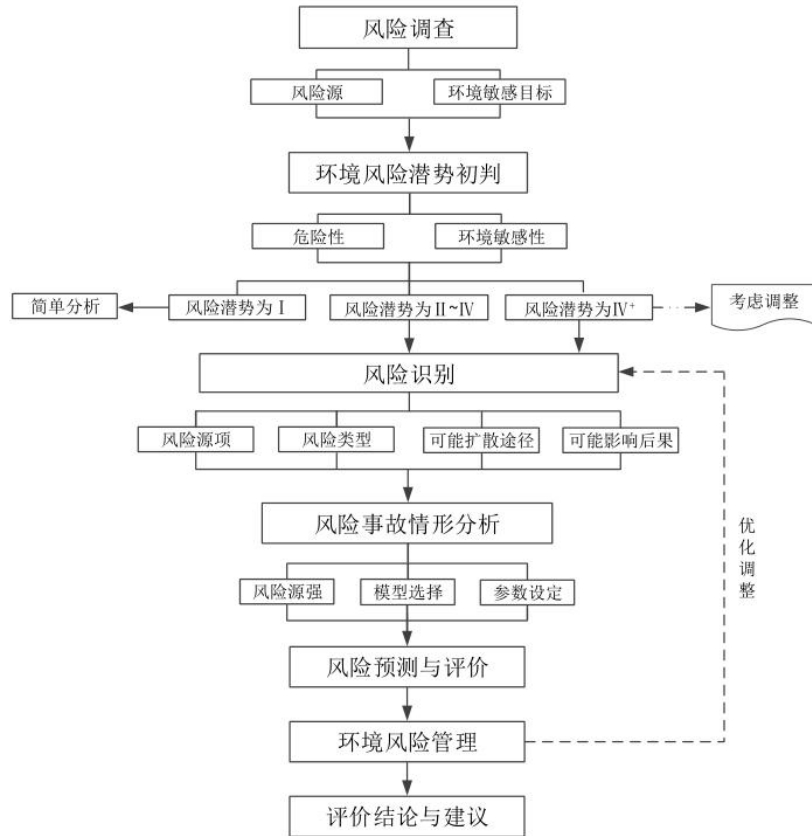 风险调查
风险源
环境敏感目标
环境风险潜势初判
危险性
环境敏感性
简单分析
风险潜势为Ⅰ
风险潜势为Ⅱ~Ⅳ
风险潜势为Ⅳ⁺
考虑调整
风险识别
风险源项
风险类型
可能扩散途径
可能影响后果
风险事故情形分析
优化调整
风险源强
模型选择
参数设定
风险预测与评价
环境风险管理
评价结论与建议